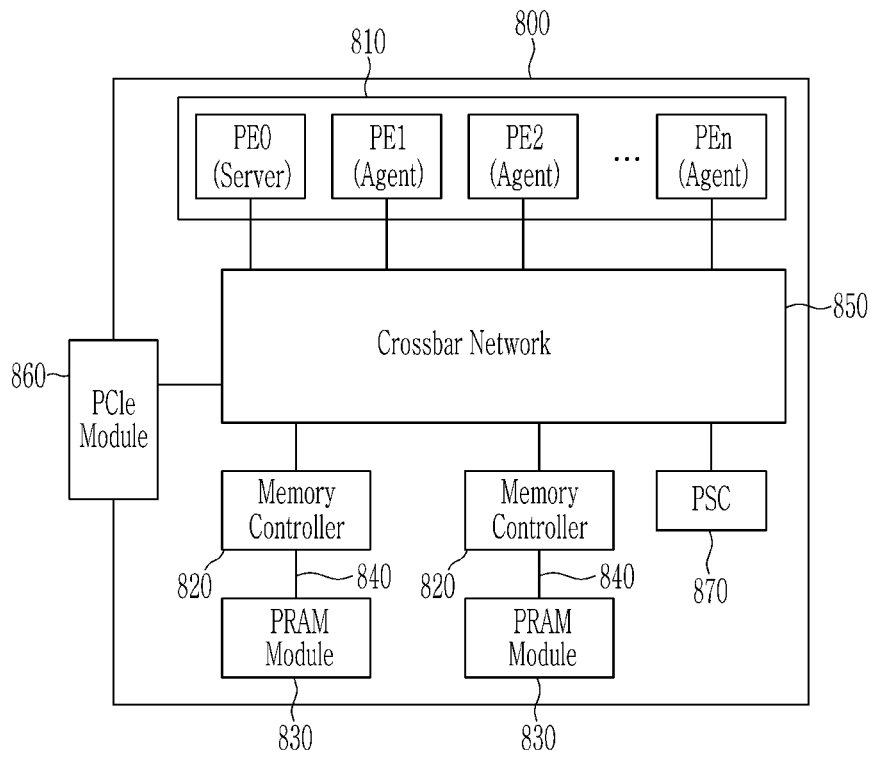 800
810
PE0
(Server)
PE1
(Agent)
PE2
(Agent)
...
PEn
(Agent)
850
Crossbar Network
860
PCIe
Module
Memory
Controller
Memory
Controller
PSC
820
840
820
840
870
PRAM
Module
PRAM
Module
830
830